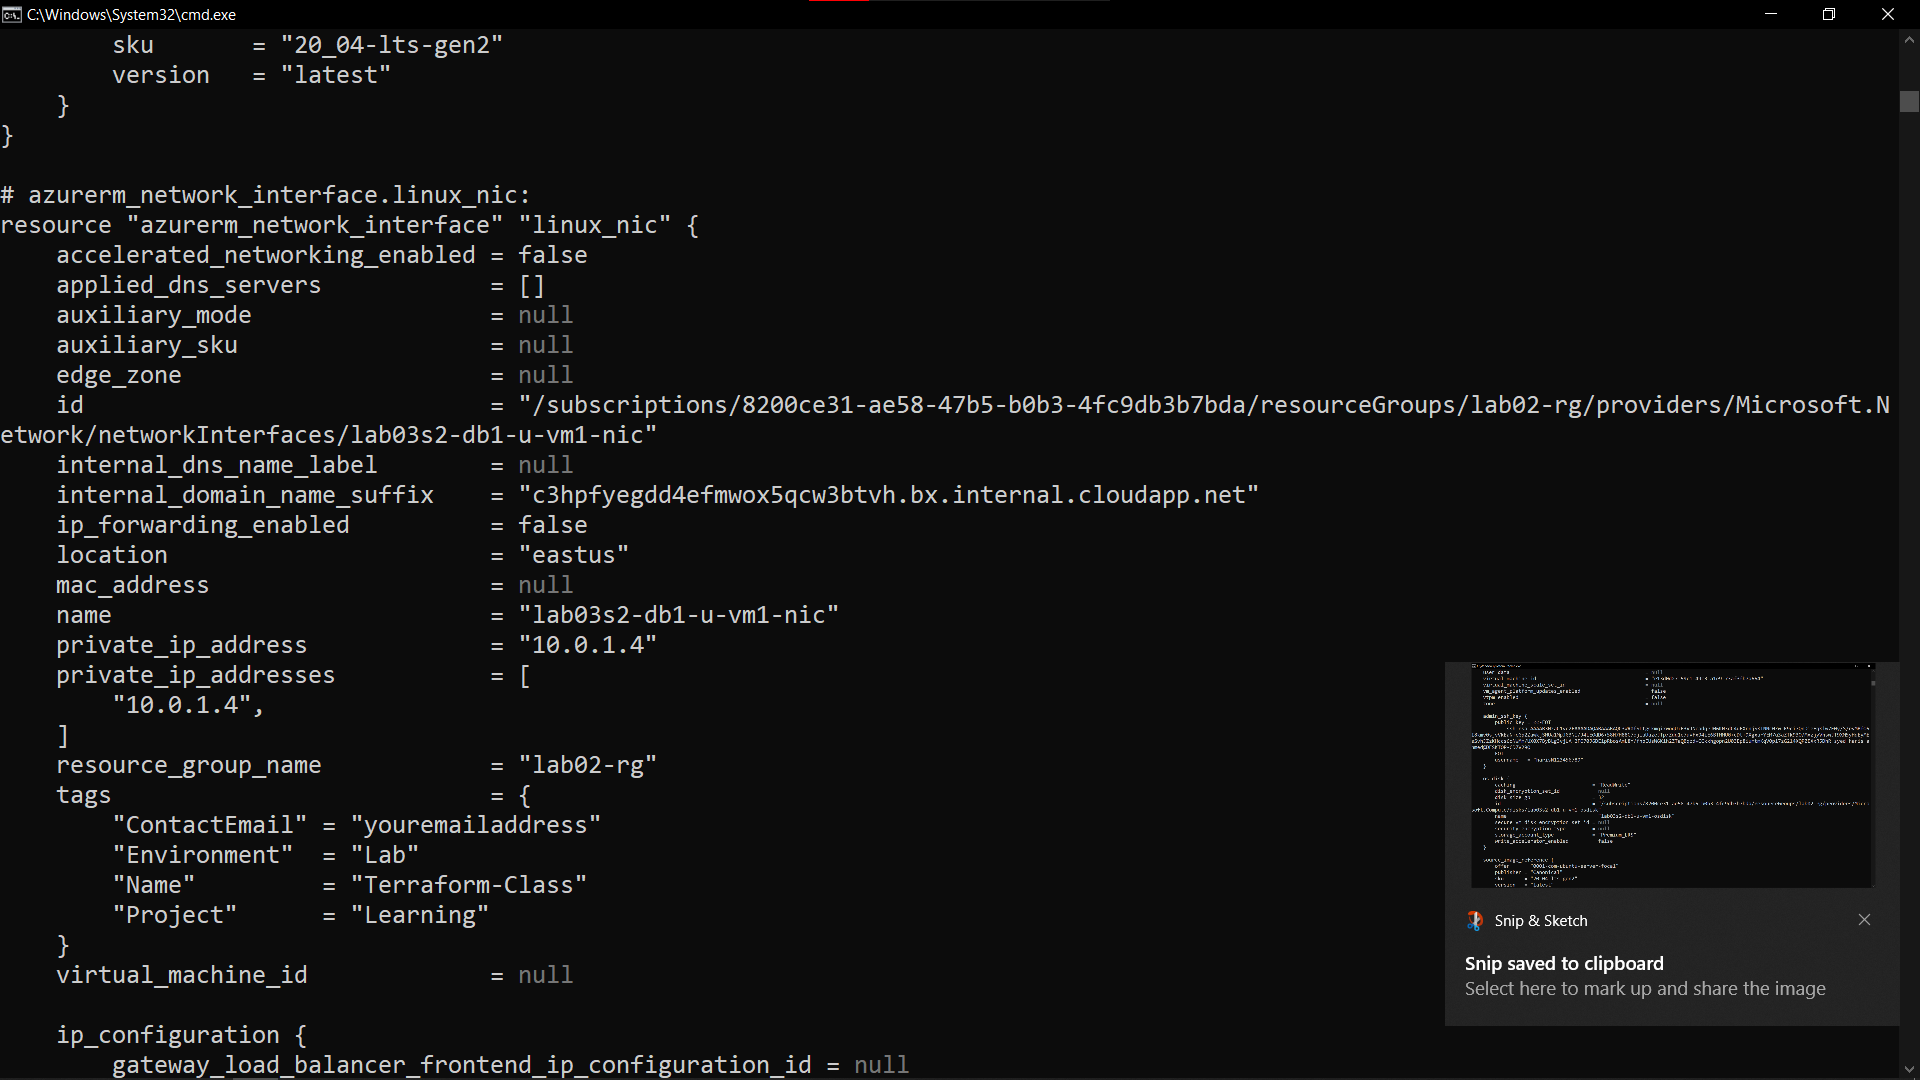 C:\Windows\System32\cmd.exe
sku = "20_04-lts-gen2"
version = "latest"
}
}
# azurerm_network_interface.linux_nic:
resource "azurerm_network_interface" "linux_nic" {
accelerated_networking_enabled = false
applied_dns_servers = []
auxiliary_mode = null
auxiliary_sku = null
edge_zone = null
id = "/subscriptions/8200ce31-ae58-47b5-b0b3-4fc9db3b7bda/resourceGroups/lab02-rg/providers/Microsoft.N
etwork/networkInterfaces/lab03s2-db1-u-vm1-nic"
internal_dns_name_label = null
internal_domain_name_suffix = "c3hpfyegdd4efmwox5qcw3btvh.bx.internal.cloudapp.net"
ip_forwarding_enabled = false
location = "eastus"
mac_address = null
name = "lab03s2-db1-u-vm1-nic"
private_ip_address = "10.0.1.4"
private_ip_addresses = [
"10.0.1.4",
]
resource_group_name = "lab02-rg"
tags = {
"ContactEmail" = "youremailaddress"
"Environment" = "Lab"
"Name" = "Terraform-Class"
"Project" = "Learning"
}
virtual_machine_id = null
ip_configuration {
gateway_load_balancer_frontend_ip_configuration_id = null
Snip & Sketch
Snip saved to clipboard
Select here to mark up and share the image